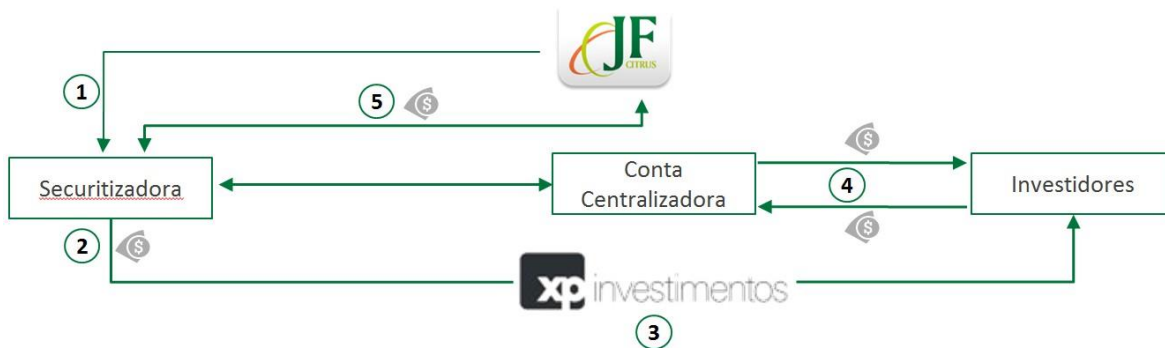 JF
CITRUS
1
5 $
$
Securitizadora
Conta
Centralizadora
4
Investidores
2 $
$
xp investimentos
3